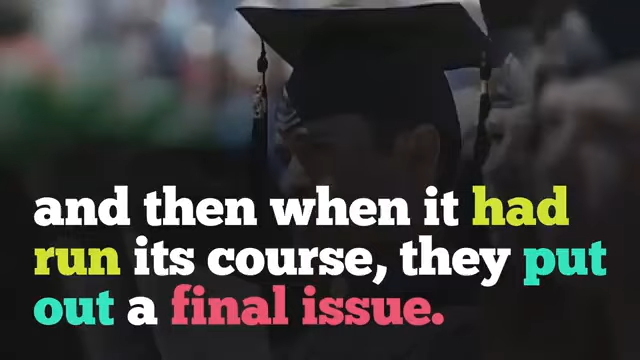 and then when it had
run its course, they put
out a final issue.